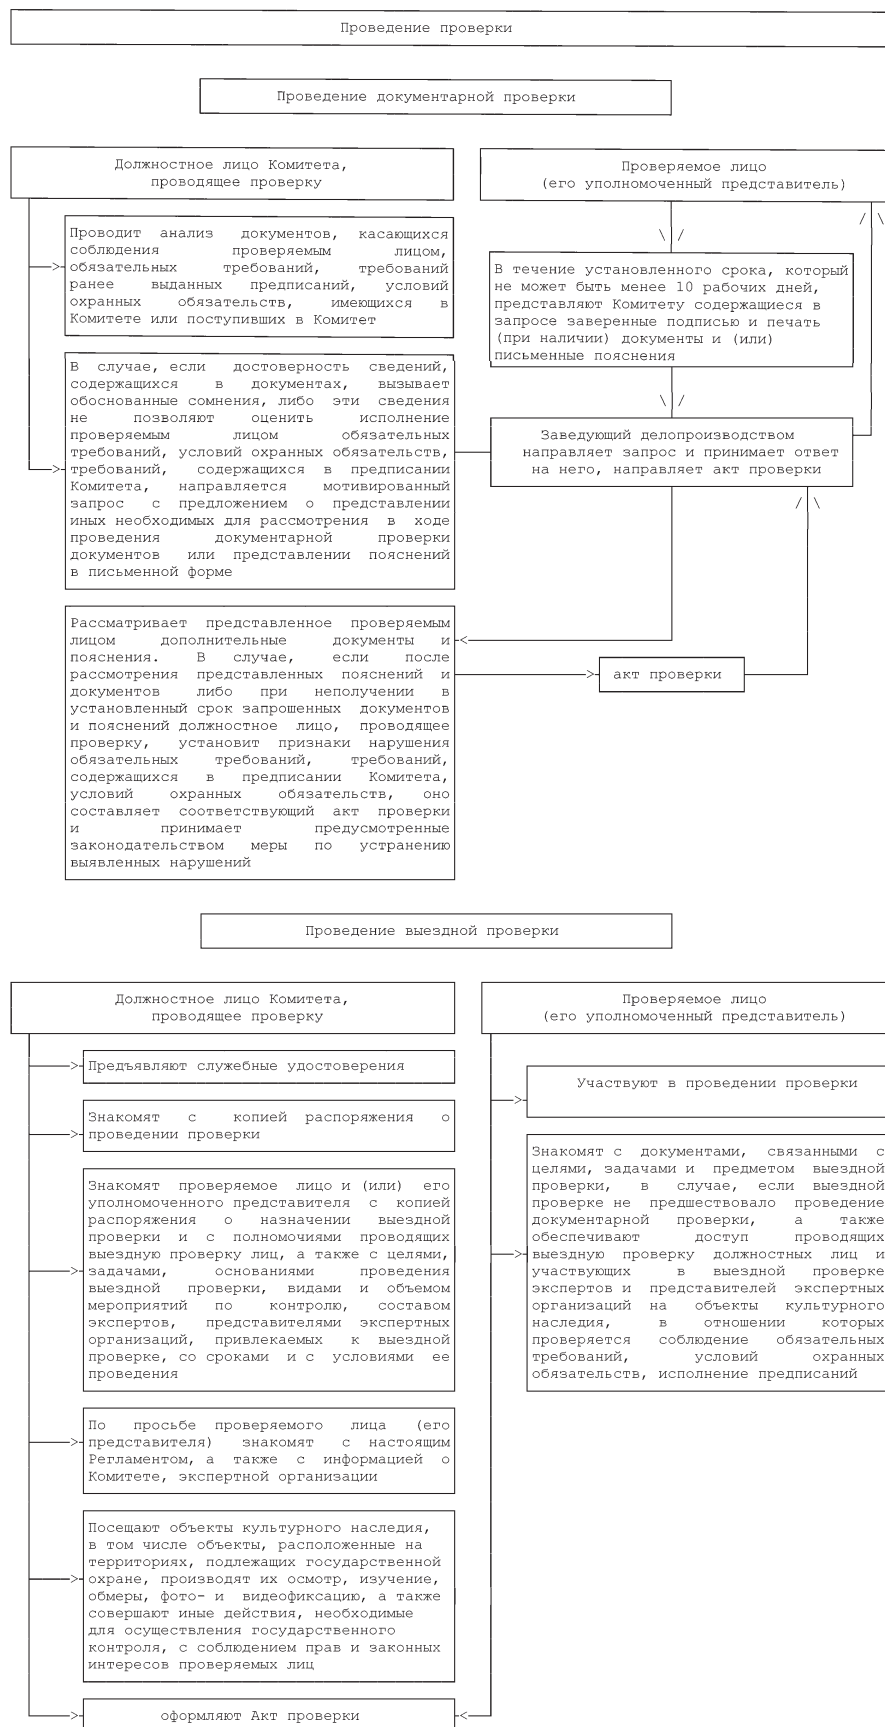 Проведение проверки
Проведение документарной проверки
Должностное лицо Комитета,
проводящее проверку
Проверяемое лицо
(его уполномоченный представитель)
Проводит анализ документов, касающихся
соблюдения проверяемым лицом,
обязательных требований, требований
ранее выданных предписаний, условий
охранных обязательств, имеющихся в
Комитете или поступивших в Комитет
В течение установленного срока, который
не может быть менее 10 рабочих дней,
представляют Комитету содержащиеся в
запросе заверенные подписью и печать
(при наличии) документы и (или)
письменные пояснения
В случае, если достоверность сведений,
содержащихся в документах, вызывает
обоснованные сомнения, либо эти сведения
не позволяют оценить исполнение
проверяемым лицом обязательных
требований, условий охранных обязательств,
требований, содержащихся в предписании
Комитета, направляется мотивированный
запрос с предложением о представлении
иных необходимых для рассмотрения в ходе
проведения документарной проверки
документов или представлении пояснений
в письменной форме
Заведующий делопроизводством
направляет запрос и принимает ответ
на него, направляет акт проверки
Рассматривает представленное проверяемым
лицом дополнительные документы и
пояснения. В случае, если после
рассмотрения представленных пояснений и
документов либо при неполучении в
установленный срок запрошенных документов
и пояснений должностное лицо, проводящее
проверку, установит признаки нарушения
обязательных требований, требований,
содержащихся в предписании Комитета,
условий охранных обязательств, оно
составляет соответствующий акт проверки
и принимает предусмотренные
законодательством меры по устранению
выявленных нарушений
акт проверки
Проведение выездной проверки
Должностное лицо Комитета,
проводящее проверку
Проверяемое лицо
(его уполномоченный представитель)
Предъявляют служебные удостоверения
Знакомят с копией распоряжения о
проведении проверки
Знакомят проверяемое лицо и (или) его
уполномоченного представителя с копией
распоряжения о назначении выездной
проверки и с полномочиями проводящих
выездную проверку лиц, а также с целями,
задачами, основаниями проведения
выездной проверки, видами и объемом
мероприятий по контролю, составом
экспертов, представителями экспертных
организаций, привлекаемых к выездной
проверке, со сроками и с условиями ее
проведения
По просьбе проверяемого лица (его
представителя) знакомят с настоящим
Регламентом, а также с информацией о
Комитете, экспертной организации
Посещают объекты культурного наследия,
в том числе объекты, расположенные на
территориях, подлежащих государственной
охране, производят их осмотр, изучение,
обмеры, фото- и видеофиксацию, а также
совершают иные действия, необходимые
для осуществления государственного
контроля, с соблюдением прав и законных
интересов проверяемых лиц
оформляют Акт проверки
Участвуют в проведении проверки
Знакомят с документами, связанными с
целями, задачами и предметом выездной
проверки, в случае, если выездной
проверке не предшествовало проведение
документарной проверки, а также
обеспечивают доступ проводящих
выездную проверку должностных лиц и
участвующих в выездной проверке
экспертов и представителей экспертных
организаций на объекты культурного
наследия, в отношении которых
проверяется соблюдение обязательных
требований, условий охранных
обязательств, исполнение предписаний